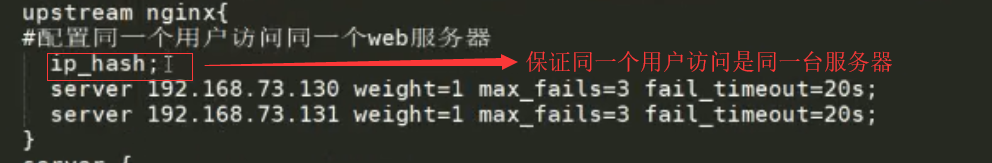 upstream nginx{
#配置同一个用户访问同一个web服务器
ip_hash; 保证同一个用户访问是同一台服务器
server 192.168.73.130 weight=1 max_fails=3 fail_timeout=20s;
server 192.168.73.131 weight=1 max_fails=3 fail_timeout=20s;
}
server {